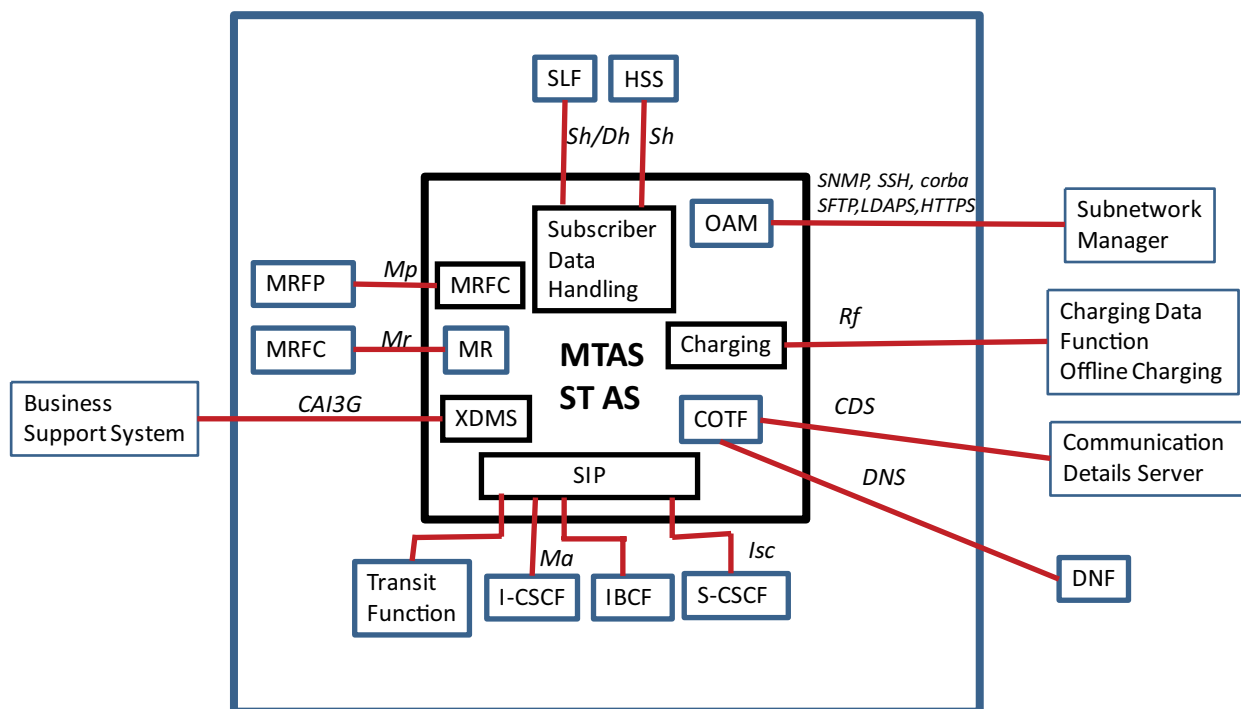 SLF
HSS
Sh/Dh
Sh
SNMP, SSH, corba
SFTP,LDAPS,HTTPS
Subscriber
Data
Handling
OAM
Subnetwork
Manager
MRFP
Mp
MRFC
MRFC
Mr
MR
MTAS
ST AS
Charging
Rf
Charging Data
Function
Offline Charging
Business
Support System
CAI3G
XDMS
COTF
CDS
Communication
Details Server
SIP
DNS
Ma
Isc
Transit
Function
I-CSCF
IBCF
S-CSCF
DNF